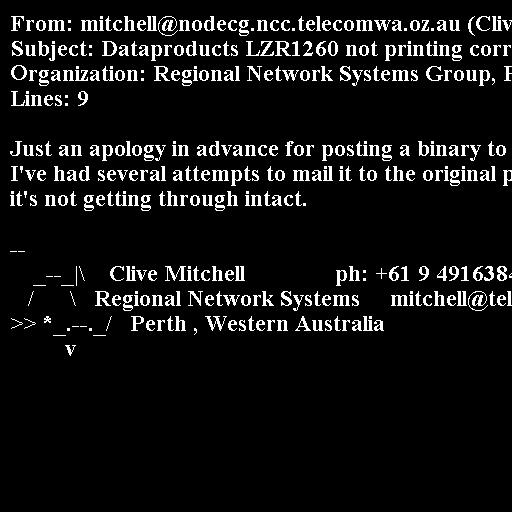 From: mitchell@nodecg.ncc.telecomwa.oz.au (Cliv
Subject: Dataproducts LZR1260 not printing corr
Organization: Regional Network Systems Group,
Lines: 9
Just an apology in advance for posting a binary to
I've had several attempts to mail it to the original
it's not getting through intact.
--
_--_|\ Clive Mitchell ph: +61 9 4916384
/ \ Regional Network Systems mitchell@tel
>> *_.--._/ Perth , Western Australia
v